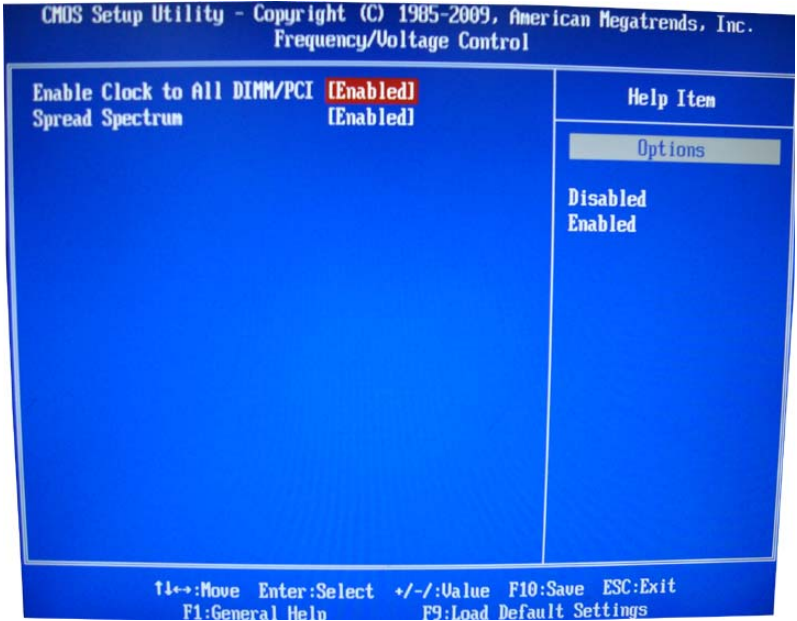 CMOS Setup Utility - Copyright (C) 1985-2009, American Megatrends, Inc.
Frequency/Voltage Control
Enable Clock to All DIMM/PCI [Enabled]
Spread Spectrum [Enabled]
Help Item
Options
Disabled
Enabled
↑↓↔:Move Enter:Select +/-/:Value F10:Save ESC:Exit
F1:General Help F9:Load Default Settings